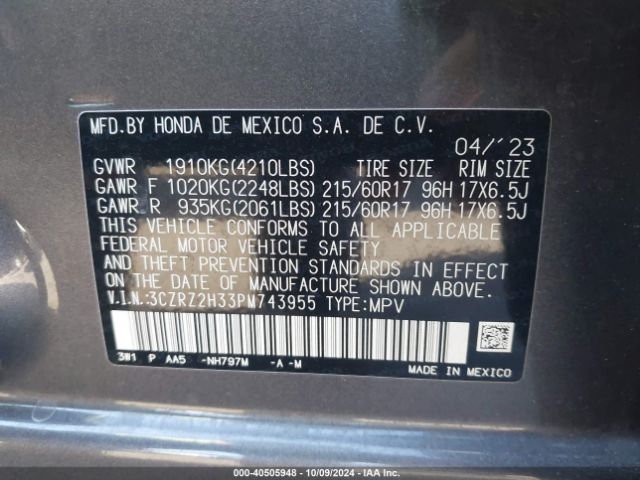 MFD.BY HONDA DE MEXICO S.A. DE C.V.
04/'23
GVWR 1910KG(4210LBS) TIRE SIZE RIM SIZE
GAWR F 1020KG(2248LBS) 215/60R17 96H 17X6.5J
GAWR R 935KG(2061LBS) 215/60R17 96H 17X6.5J
THIS VEHICLE CONFORMS TO ALL APPLICABLE
FEDERAL MOTOR VEHICLE SAFETY
AND THEFT PREVENTION STANDARDS IN EFFECT
ON THE DATE OF MANUFACTURE SHOWN ABOVE.
V.I.N.:3CZRZ2H33PM743955 TYPE:MPV
3W1 P AA5 -NH797M -A -M
MADE IN MEXICO
000-40505948 - 10/09/2024 - IAAI.COM